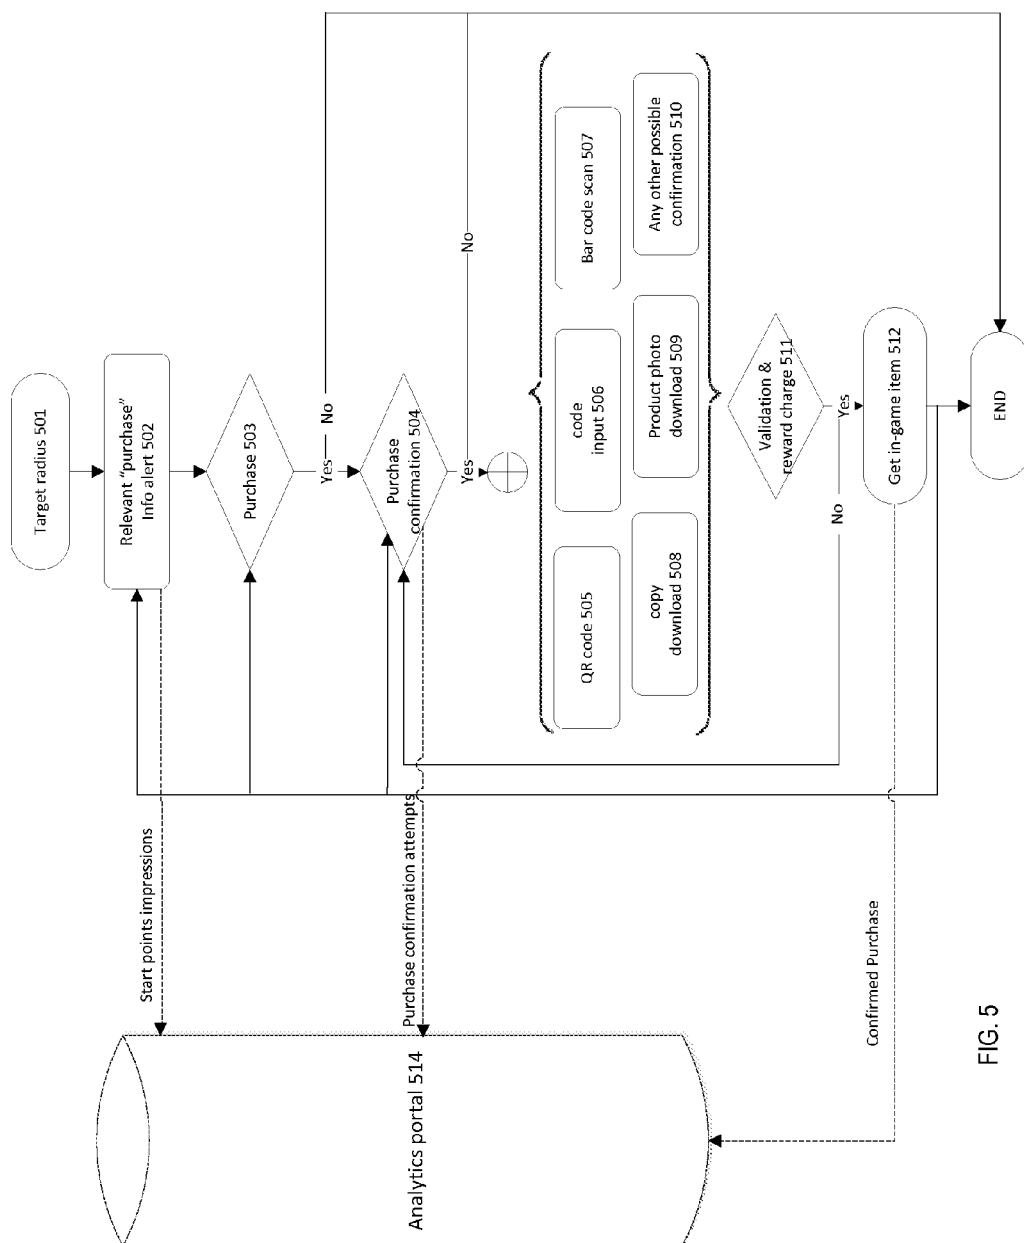 Target radius 501
Relevant “purchase”
Info alert 502
Purchase 503
Yes
No
Purchase
confirmation 504
Yes
No
QR code 505
code
input 506
Bar code scan 507
copy
download 508
Product photo
download 509
Any other possible
confirmation 510
Validation &
reward charge 511
No
Yes
Get in-game item 512
END
Start points impressions
Purchase confirmation attempts
Confirmed Purchase
Analytics portal 514
FIG. 5